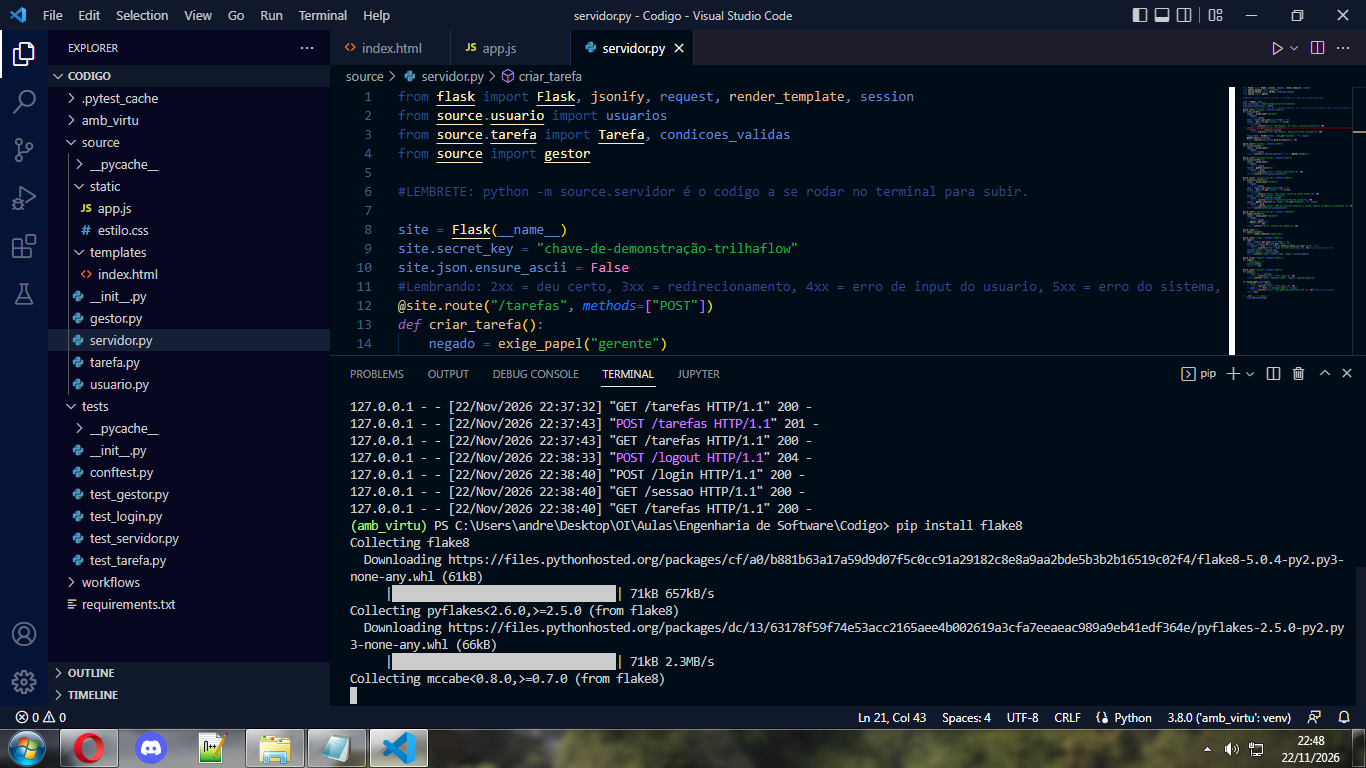 File Edit Selection View Go Run Terminal Help
servidor.py - Codigo - Visual Studio Code
EXPLORER
CODIGO
.pytest_cache
amb_virtu
source
__pycache__
static
JS app.js
# estilo.css
templates
<> index.html
__init__.py
gestor.py
servidor.py
tarefa.py
usuario.py
tests
__pycache__
__init__.py
conftest.py
test_gestor.py
test_login.py
test_servidor.py
test_tarefa.py
workflows
requirements.txt
OUTLINE
TIMELINE
<> index.html
JS app.js
servidor.py
source > servidor.py > criar_tarefa
1 from flask import Flask, jsonify, request, render_template, session
2 from source.usuario import usuarios
3 from source.tarefa import Tarefa, condicoes_validas
4 from source import gestor
5
6 #LEMBRETE: python -m source.servidor é o codigo a se rodar no terminal para subir.
7
8 site = Flask(__name__)
9 site.secret_key = "chave-de-demonstração-trilhaflow"
10 site.json.ensure_ascii = False
11 #Lembrando: 2xx = deu certo, 3xx = redirecionamento, 4xx = erro de input do usuario, 5xx = erro do sistema,
12 @site.route("/tarefas", methods=["POST"])
13 def criar_tarefa():
14 negado = exige_papel("gerente")
PROBLEMS OUTPUT DEBUG CONSOLE TERMINAL JUPYTER
pip
127.0.0.1 - - [22/Nov/2026 22:37:32] "GET /tarefas HTTP/1.1" 200 -
127.0.0.1 - - [22/Nov/2026 22:37:43] "POST /tarefas HTTP/1.1" 201 -
127.0.0.1 - - [22/Nov/2026 22:37:43] "GET /tarefas HTTP/1.1" 200 -
127.0.0.1 - - [22/Nov/2026 22:38:33] "POST /logout HTTP/1.1" 204 -
127.0.0.1 - - [22/Nov/2026 22:38:40] "POST /login HTTP/1.1" 200 -
127.0.0.1 - - [22/Nov/2026 22:38:40] "GET /sessao HTTP/1.1" 200 -
127.0.0.1 - - [22/Nov/2026 22:38:40] "GET /tarefas HTTP/1.1" 200 -
(amb_virtu) PS C:\Users\andre\Desktop\OI\Aulas\Engenharia de Software\Codigo> pip install flake8
Collecting flake8
Downloading https://files.pythonhosted.org/packages/cf/a0/b881b63a17a59d9d07f5c0cc91a29182c8e8a9aa2bde5b3b2b16519c02f4/flake8-5.0.4-py2.py3-
none-any.whl (61kB)
| | 71kB 657kB/s
Collecting pyflakes<2.6.0,>=2.5.0 (from flake8)
Downloading https://files.pythonhosted.org/packages/dc/13/63178f59f74e53acc2165aee4b002619a3cfa7eeaeac989a9eb41edf364e/pyflakes-2.5.0-py2.py
3-none-any.whl (66kB)
| | 71kB 2.3MB/s
Collecting mccabe<0.8.0,>=0.7.0 (from flake8)
0 0
Ln 21, Col 43 Spaces: 4 UTF-8 CRLF Python 3.8.0 ('amb_virtu': venv)
22:48
22/11/2026